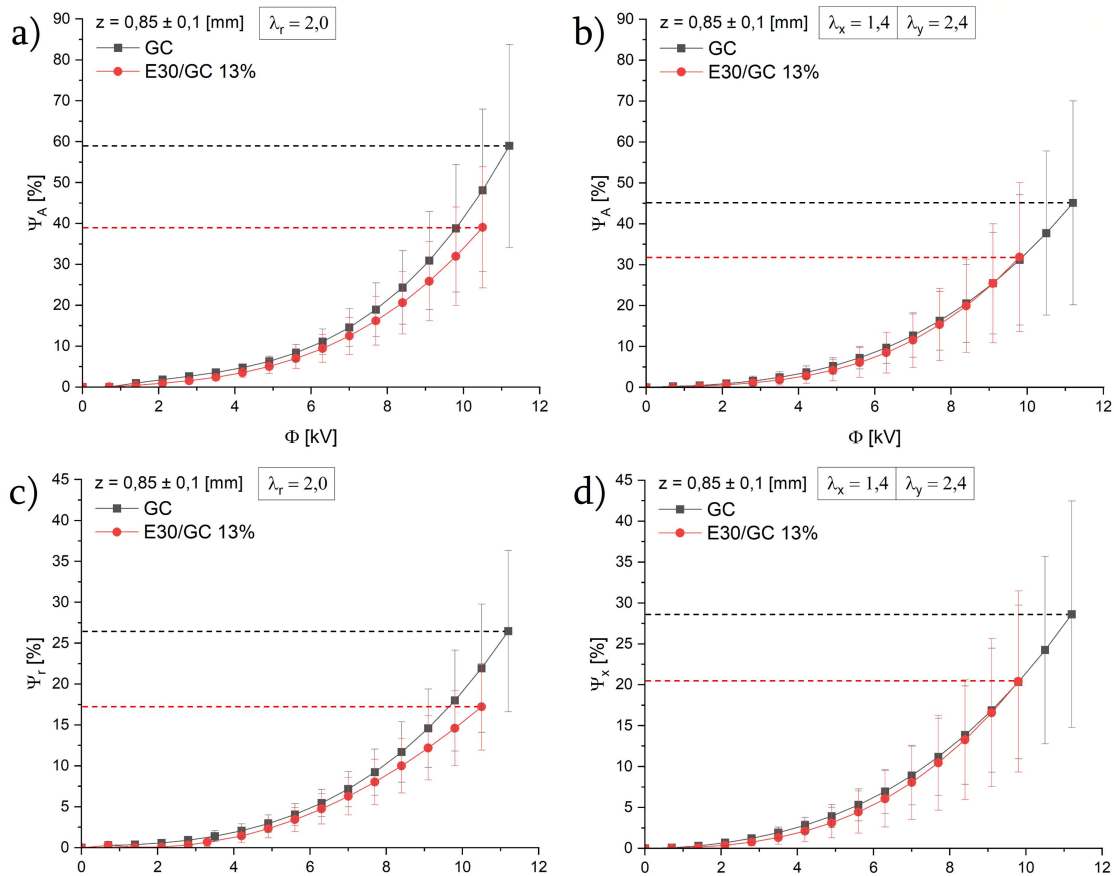 a)
z = 0,85 ± 0,1 [mm]
λr = 2,0
GC
E30/GC 13%
90
80
70
60
50
40
30
20
10
0
ΨA [%]
0 2 4 6 8 10 12
Φ [kV]
b)
z = 0,85 ± 0,1 [mm]
λx = 1,4 λy = 2,4
GC
E30/GC 13%
90
80
70
60
50
40
30
20
10
0
ΨA [%]
0 2 4 6 8 10 12
Φ [kV]
c)
z = 0,85 ± 0,1 [mm]
λr = 2,0
GC
E30/GC 13%
45
40
35
30
25
20
15
10
5
0
Ψr [%]
0 2 4 6 8 10 12
d)
z = 0,85 ± 0,1 [mm]
λx = 1,4 λy = 2,4
GC
E30/GC 13%
45
40
35
30
25
20
15
10
5
0
Ψx [%]
0 2 4 6 8 10 12